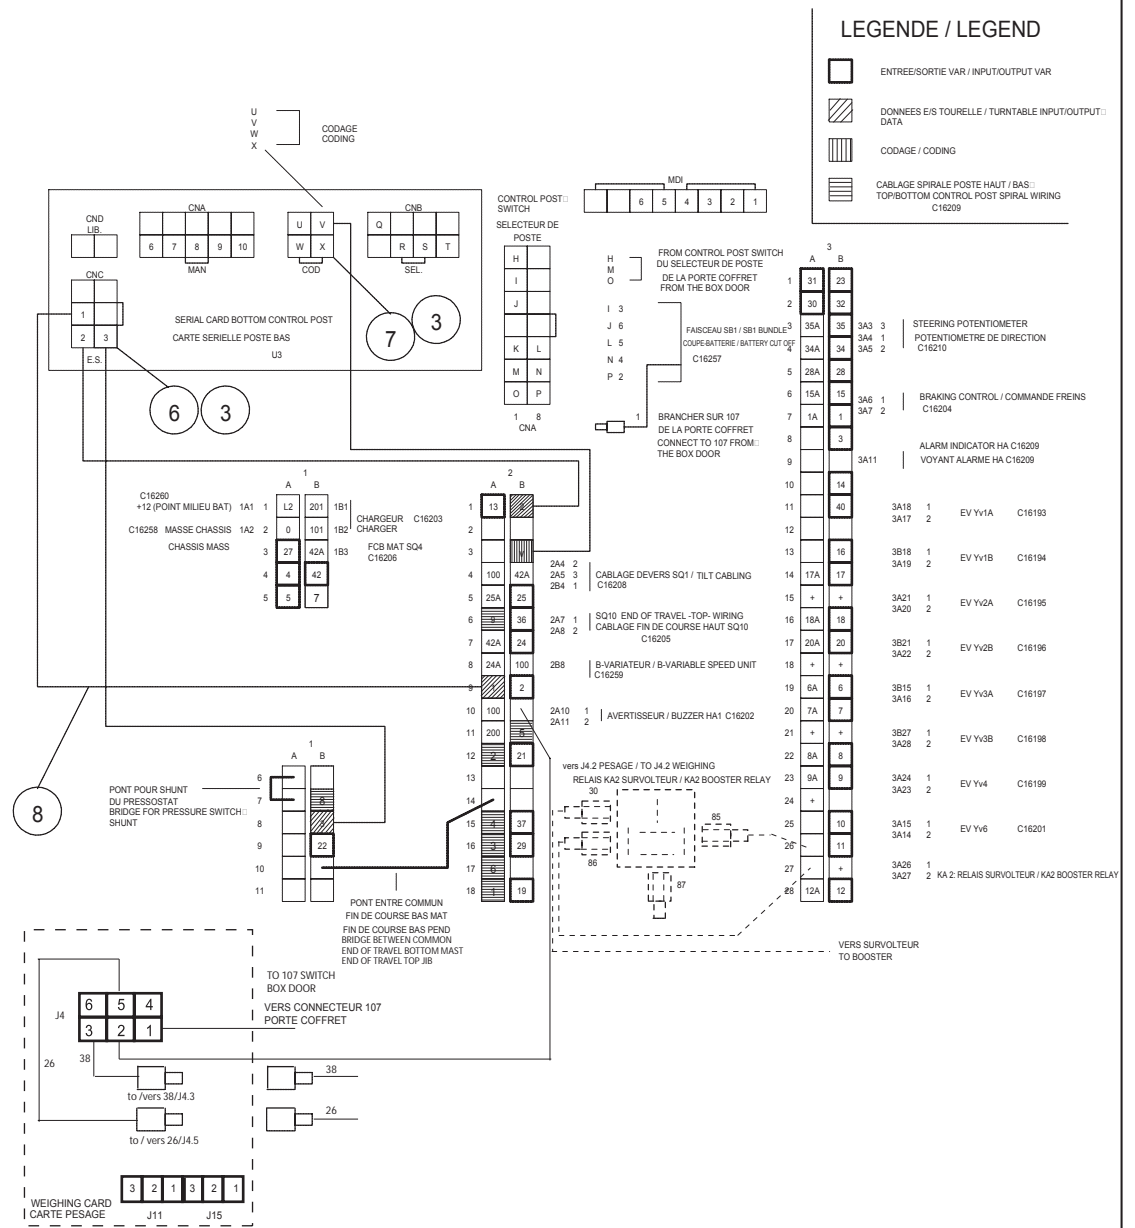 LEGENDE / LEGEND
ENTREE/SORTIE VAR / INPUT/OUTPUT VAR
DONNEES E/S TOURELLE / TURNTABLE INPUT/OUTPUT
DATA
CODAGE / CODING
CABLAGE SPIRALE POSTE HAUT / BAS
TOP/BOTTOM CONTROL POST SPIRAL WIRING
C16209
U
V
W
X
CODAGE
CODING
CND
LIB.
CNA
6 7 8 9 10
MAN
U V
W X
COD
CNB
Q
R S T
SEL.
CNC
1
2 3
E.S.
SERIAL CARD BOTTOM CONTROL POST
CARTE SERIELLE POSTE BAS
U3
7
3
6
3
8
CONTROL POST
SWITCH
SELECTEUR DE
POSTE
H
I
J
K L
M N
O P
1 8
CNA
MDI
6 5 4 3 2 1
H
M
O
FROM CONTROL POST SWITCH
DU SELECTEUR DE POSTE
DE LA PORTE COFFRET
FROM THE BOX DOOR
I 3
J 6
L 5
N 4
P 2
FAISCEAU SB1 / SB1 BUNDLE
COUPE-BATTERIE / BATTERY CUT OFF
C16257
1
BRANCHER SUR 107
DE LA PORTE COFFRET
CONNECT TO 107 FROM
THE BOX DOOR
1
A B
C16260
+12 (POINT MILIEU BAT) 1A1 1 L2 201 1B1
C16258 MASSE CHASSIS 1A2 2 0 101 1B2
CHASSIS MASS
3 27 42A 1B3
4 4 42
5 5 7
CHARGEUR C16203
CHARGER
FCB MAT SQ4
C16206
2
A B
1 13 3
2
3 V
4 100 42A
5 25A 25
6 9 36
7 42A 24
8 24A 100
9 1 2
10 100
11 200 5
12 2 21
13
14
15 4 37
16 3 29
17 6
18 1 19
2A4 2
2A5 3
2B4 1
CABLAGE DEVERS SQ1 / TILT CABLING
C16208
2A7 1
2A8 2
SQ10 END OF TRAVEL -TOP- WIRING
CABLAGE FIN DE COURSE HAUT SQ10
C16205
2B8
B-VARIATEUR / B-VARIABLE SPEED UNIT
C16259
2A10 1
2A11 2
AVERTISSEUR / BUZZER HA1 C16202
vers J4.2 PESAGE / TO J4.2 WEIGHING
RELAIS KA2 SURVOLTEUR / KA2 BOOSTER RELAY
30
85
86
87
VERS SURVOLTEUR
TO BOOSTER
3
A B
1 31 23
2 30 32
3 35A 35
4 34A 34
5 28A 28
6 15A 15
7 1A 1
8 3
9
10 14
11 40
12
13 16
14 17A 17
15 + +
16 18A 18
17 20A 20
18 + +
19 6A 6
20 7A 7
21 + +
22 8A 8
23 9A 9
24 +
25 10
26 11
27 +
28 12A 12
3A3 3
3A4 1
3A5 2
STEERING POTENTIOMETER
POTENTIOMETRE DE DIRECTION
C16210
3A6 1
3A7 2
BRAKING CONTROL / COMMANDE FREINS
C16204
3A11
ALARM INDICATOR HA C16209
VOYANT ALARME HA C16209
3A18 1
3A17 2
EV Yv1A C16193
3B18 1
3A19 2
EV Yv1B C16194
3A21 1
3A20 2
EV Yv2A C16195
3B21 1
3A22 2
EV Yv2B C16196
3B15 1
3A16 2
EV Yv3A C16197
3B27 1
3A28 2
EV Yv3B C16198
3A24 1
3A23 2
EV Yv4 C16199
3A15 1
3A14 2
EV Yv6 C16201
3A26 1
3A27 2 KA 2: RELAIS SURVOLTEUR / KA2 BOOSTER RELAY
1
A B
6
7 8
8 3
9 22
10
11
PONT POUR SHUNT
DU PRESSOSTAT
BRIDGE FOR PRESSURE SWITCH
SHUNT
PONT ENTRE COMMUN
FIN DE COURSE BAS MAT
FIN DE COURSE BAS PEND
BRIDGE BETWEEN COMMON
END OF TRAVEL BOTTOM MAST
END OF TRAVEL TOP JIB
TO 107 SWITCH
BOX DOOR
VERS CONNECTEUR 107
PORTE COFFRET
J4
6 5 4
3 2 1
26
38
to /vers 38/J4.3
to / vers 26/J4.5
38
26
WEIGHING CARD
CARTE PESAGE
3 2 1 3 2 1
J11 J15